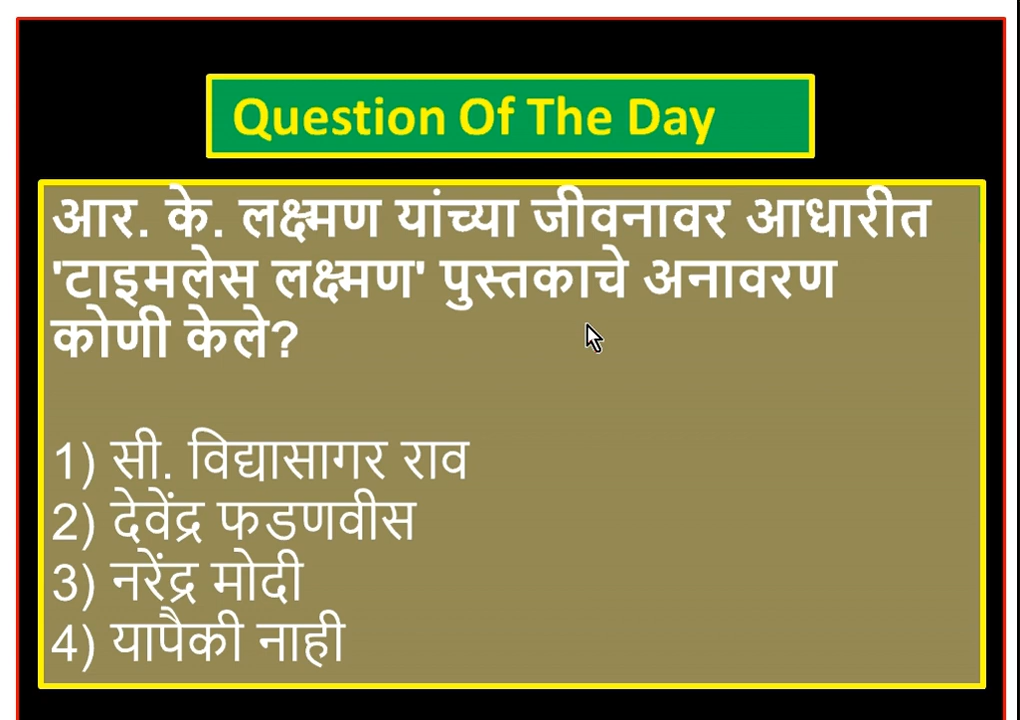 Question Of The Day
आर. के. लक्ष्मण यांच्या जीवनावर आधारीत
'टाइमलेस लक्ष्मण' पुस्तकाचे अनावरण
कोणी केले?
1) सी. विद्यासागर राव
2) देवेंद्र फडणवीस
3) नरेंद्र मोदी
4) यापैकी नाही